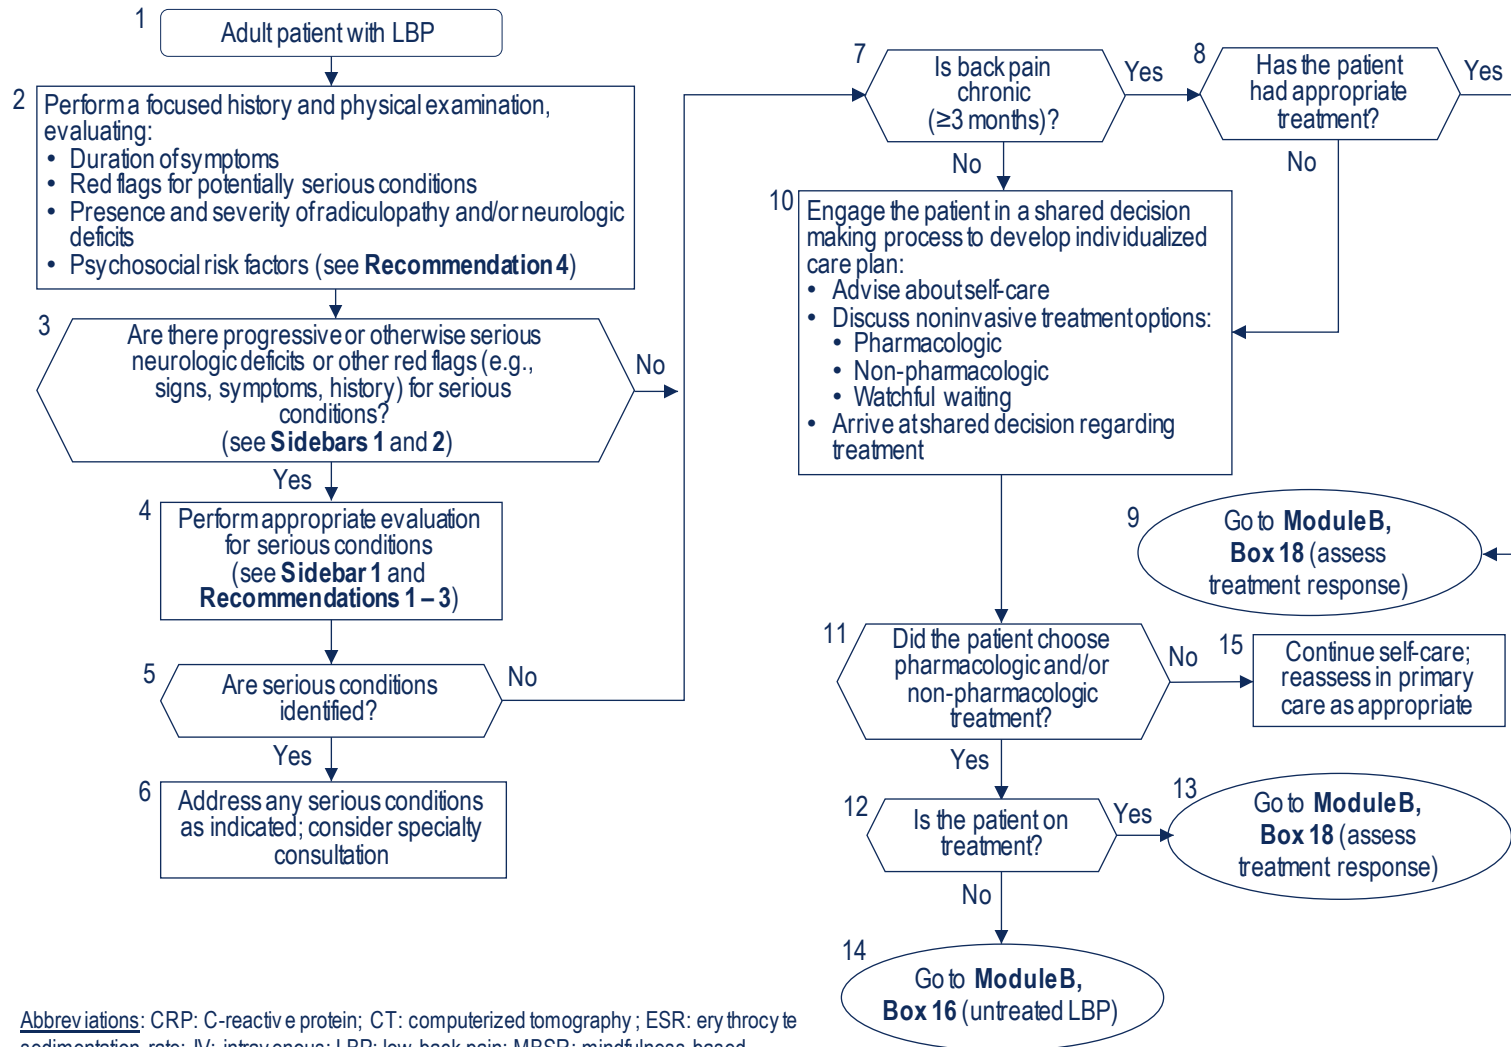 1
Adult patient with LBP
2
Perform a focused history and physical examination,
evaluating:
• Duration of symptoms
• Red flags for potentially serious conditions
• Presence and severity of radiculopathy and/or neurologic
deficits
• Psychosocial risk factors (see Recommendation 4)
3
Are there progressive or otherwise serious
neurologic deficits or other red flags (e.g.,
signs, symptoms, history) for serious
conditions?
(see Sidebars 1 and 2)
No
Yes
4
Perform appropriate evaluation
for serious conditions
(see Sidebar 1 and
Recommendations 1 – 3)
5
Are serious conditions
identified?
No
Yes
6
Address any serious conditions
as indicated; consider specialty
consultation
7
Is back pain
chronic
(≥3 months)?
Yes
No
8
Has the patient
had appropriate
treatment?
Yes
No
10
Engage the patient in a shared decision
making process to develop individualized
care plan:
• Advise about self-care
• Discuss noninvasive treatment options:
• Pharmacologic
• Non-pharmacologic
• Watchful waiting
• Arrive at shared decision regarding
treatment
9
Go to Module B,
Box 18 (assess
treatment response)
11
Did the patient choose
pharmacologic and/or
non-pharmacologic
treatment?
No
Yes
15
Continue self-care;
reassess in primary
care as appropriate
12
Is the patient on
treatment?
Yes
No
13
Go to Module B,
Box 18 (assess
treatment response)
14
Go to Module B,
Box 16 (untreated LBP)
Abbreviations: CRP: C-reactive protein; CT: computerized tomography; ESR: erythrocyte
sedimentation rate; IV: intravenous; LBP: low back pain; MBSR: mindfulness-based